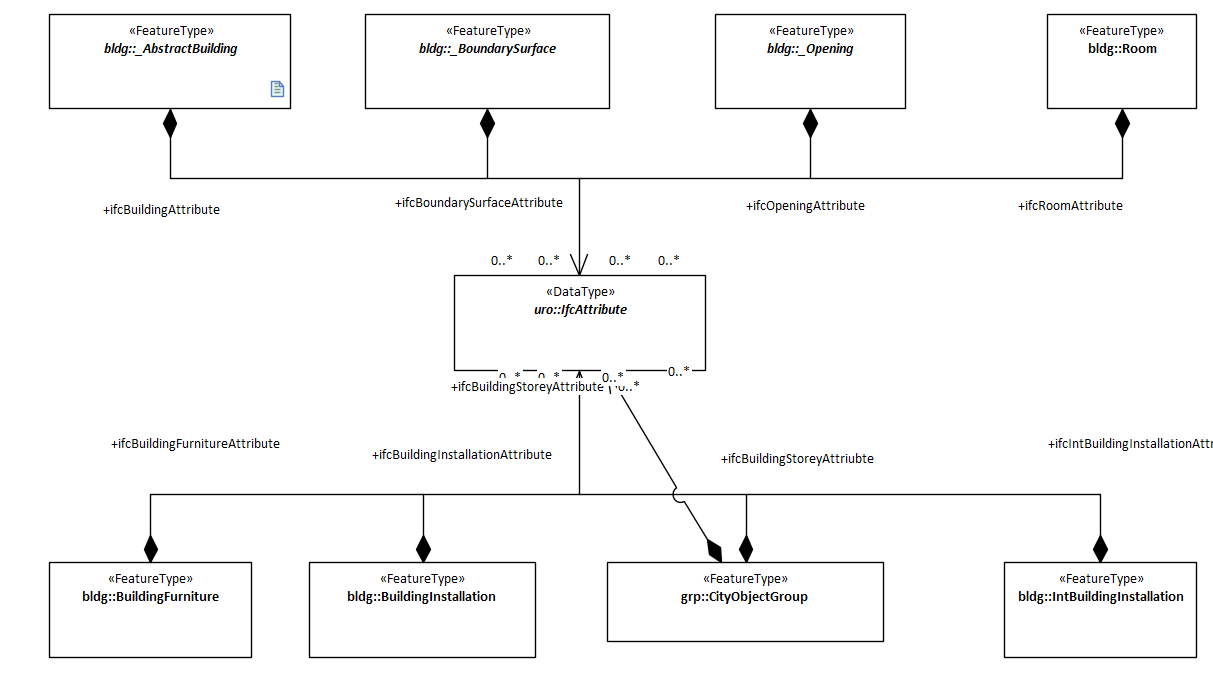 «FeatureType»
bldg::_AbstractBuilding
«FeatureType»
bldg::_BoundarySurface
«FeatureType»
bldg::_Opening
«FeatureType»
bldg::Room
+ifcBuildingAttribute
+ifcBoundarySurfaceAttribute
+ifcOpeningAttribute
+ifcRoomAttribute
0..* 0..* 0..* 0..*
«DataType»
uro::IfcAttribute
0..* 0..* 0..* 0..*
+ifcBuildingStoreyAttribute 0..*
+ifcBuildingFurnitureAttribute
+ifcBuildingInstallationAttribute
+ifcBuildingStoreyAttriubte
+ifcIntBuildingInstallationAttr
«FeatureType»
bldg::BuildingFurniture
«FeatureType»
bldg::BuildingInstallation
«FeatureType»
grp::CityObjectGroup
«FeatureType»
bldg::IntBuildingInstallation